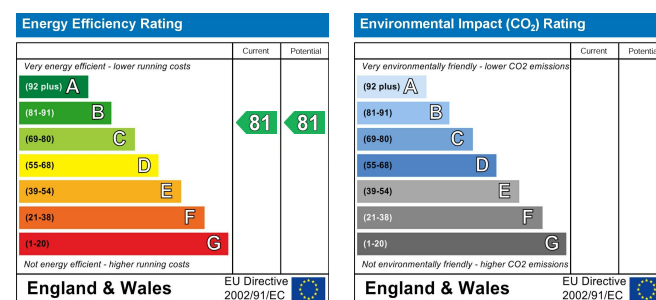 Energy Efficiency Rating
Current Potential
Very energy efficient - lower running costs
(92 plus) A
(81-91) B
81 81
(69-80) C
(55-68) D
(39-54) E
(21-38) F
(1-20) G
Not energy efficient - higher running costs
England & Wales
EU Directive
2002/91/EC
Environmental Impact (CO2) Rating
Current Potentia
Very environmentally friendly - lower CO2 emissions
(92 plus) A
(81-91) B
(69-80) C
(55-68) D
(39-54) E
(21-38) F
(1-20) G
Not environmentally friendly - higher CO2 emissions
England & Wales
EU Directive
2002/91/EC